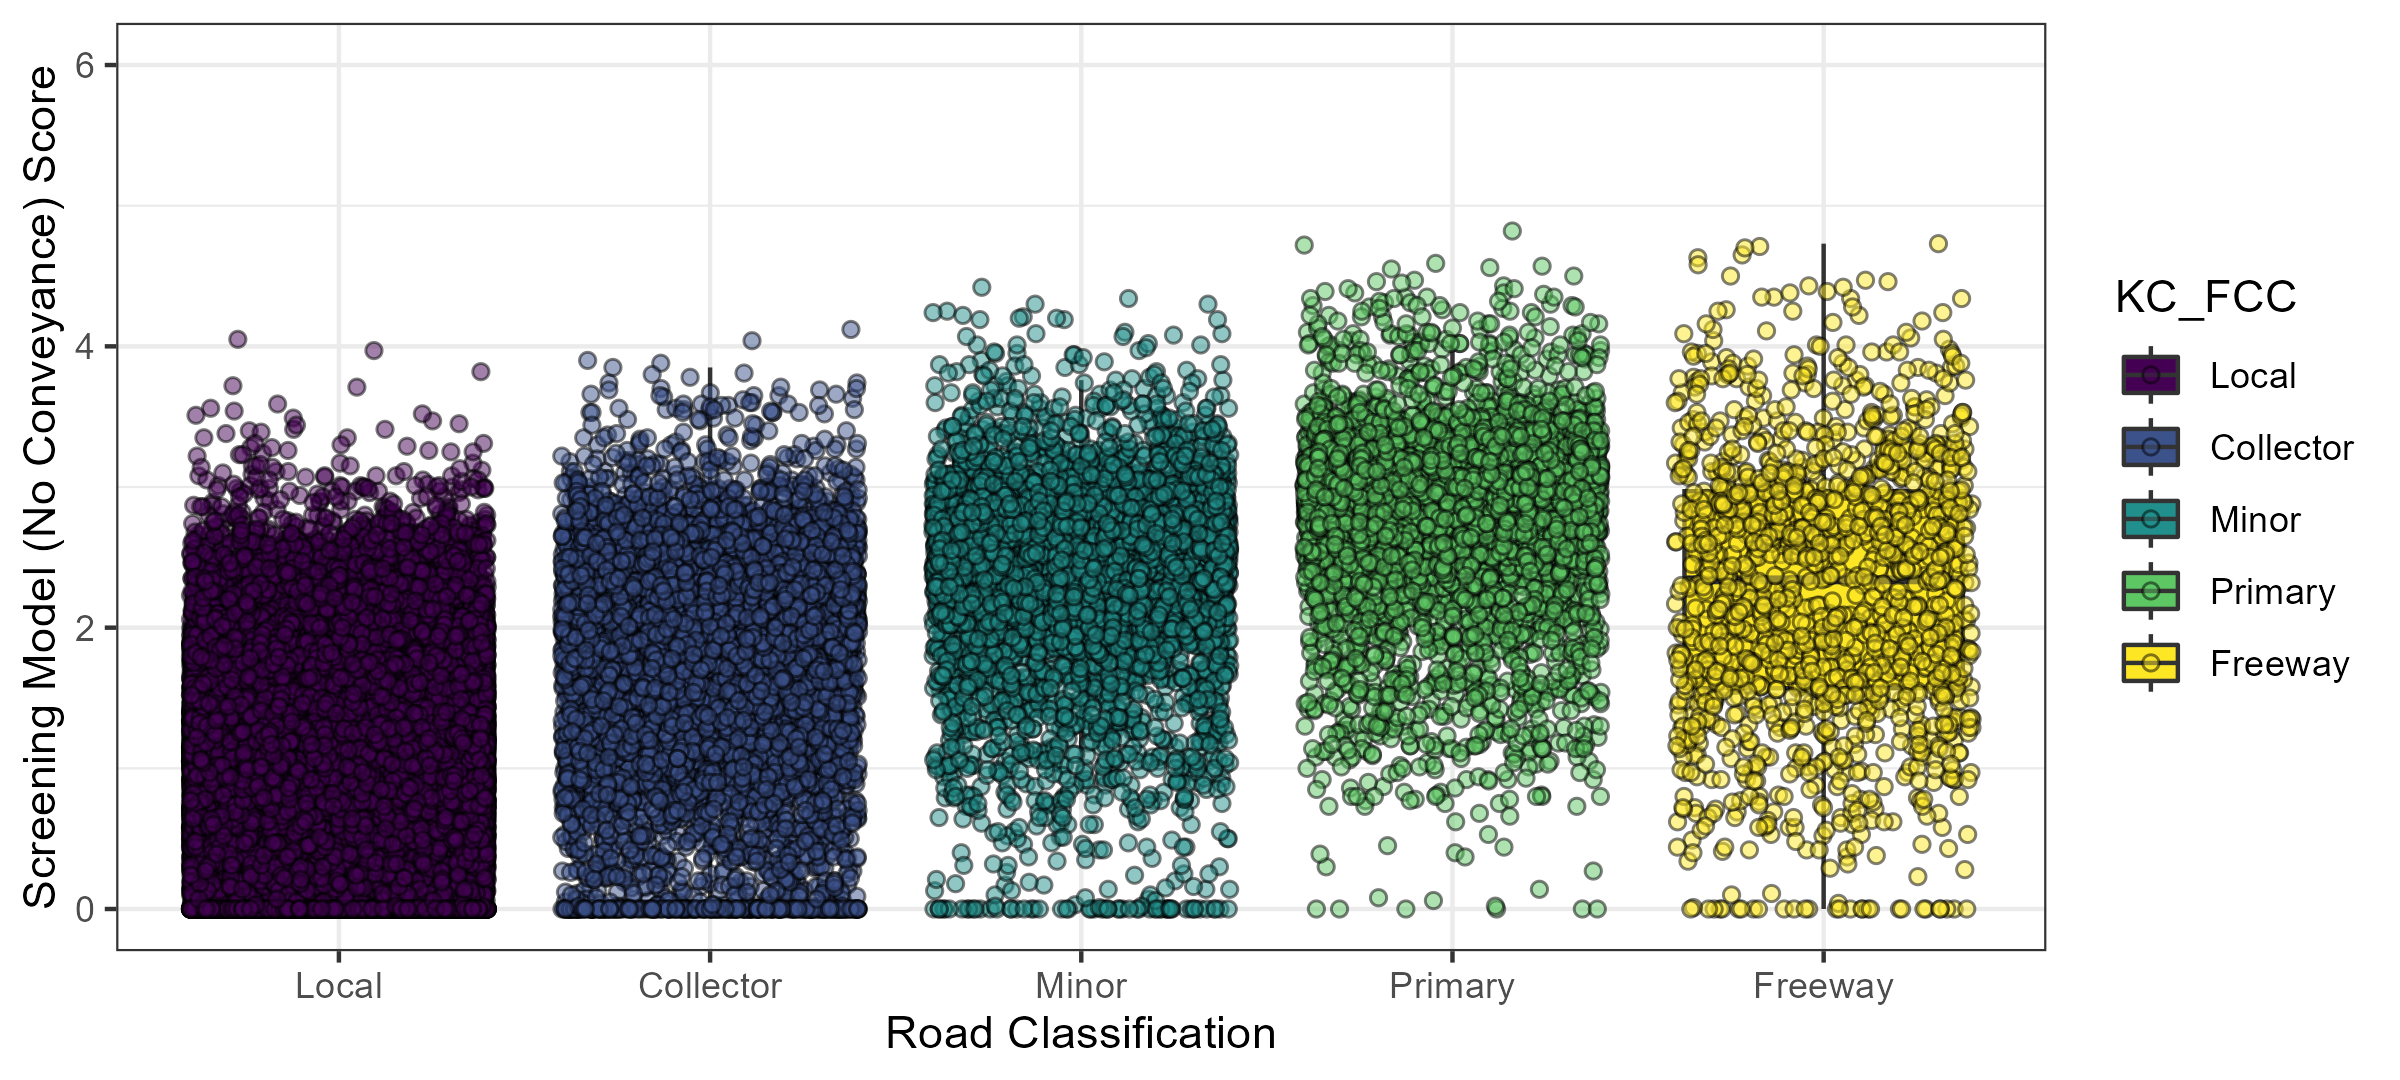 Screening Model (No Conveyance) Score
6
4
2
0
Local
Collector
Minor
Primary
Freeway
Road Classification
KC_FCC
Local
Collector
Minor
Primary
Freeway